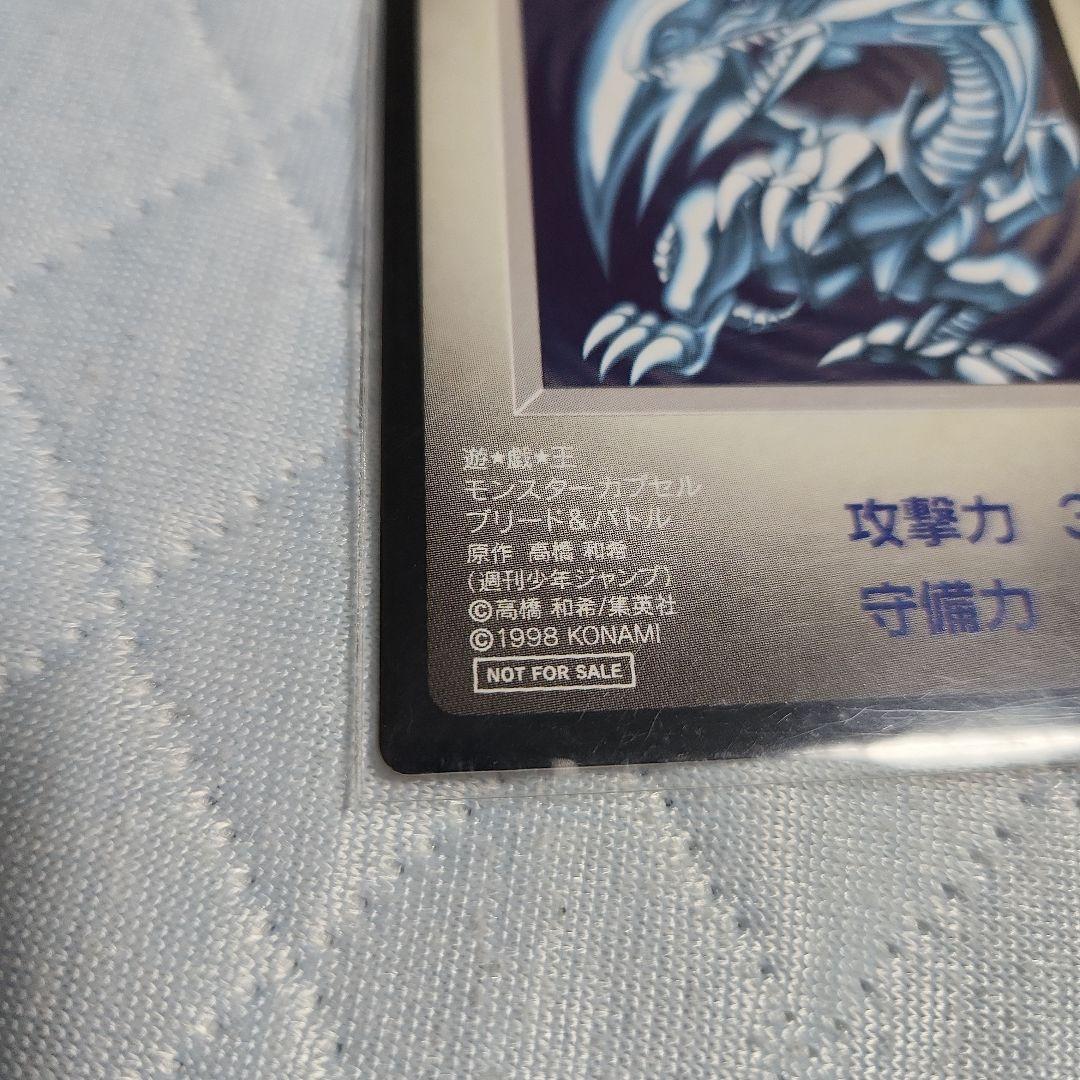 遊★戯★王
モンスターカプセル
ブリード&バトル
原作 高橋 和希
(週刊少年ジャンプ)
©高橋 和希/集英社
©1998 KONAMI
NOT FOR SALE
攻撃力 3
守備力